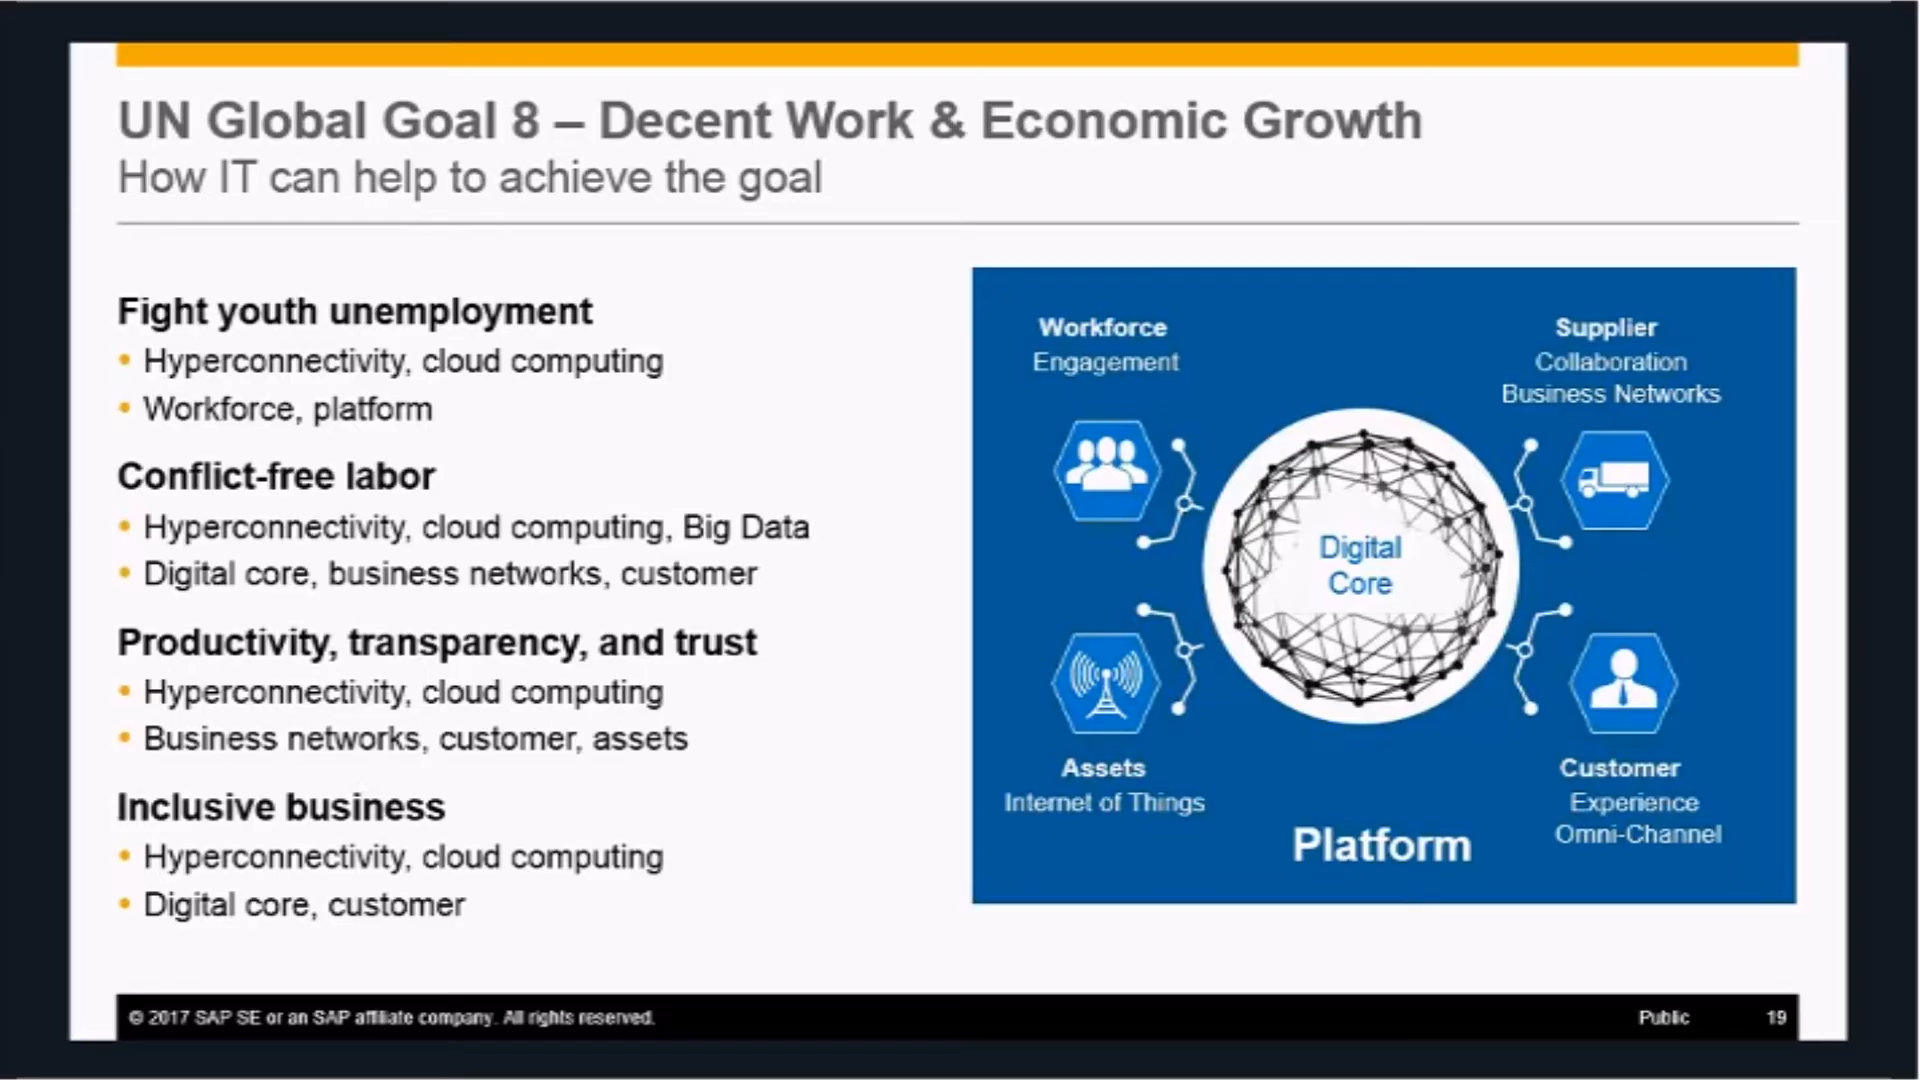 UN Global Goal 8 – Decent Work & Economic Growth
How IT can help to achieve the goal
Fight youth unemployment
• Hyperconnectivity, cloud computing
• Workforce, platform
Conflict-free labor
• Hyperconnectivity, cloud computing, Big Data
• Digital core, business networks, customer
Productivity, transparency, and trust
• Hyperconnectivity, cloud computing
• Business networks, customer, assets
Inclusive business
• Hyperconnectivity, cloud computing
• Digital core, customer
Workforce
Engagement
Supplier
Collaboration
Business Networks
Digital
Core
Assets
Internet of Things
Customer
Experience
Omni-Channel
Platform
© 2017 SAP SE or an SAP affiliate company. All rights reserved.
Public
19